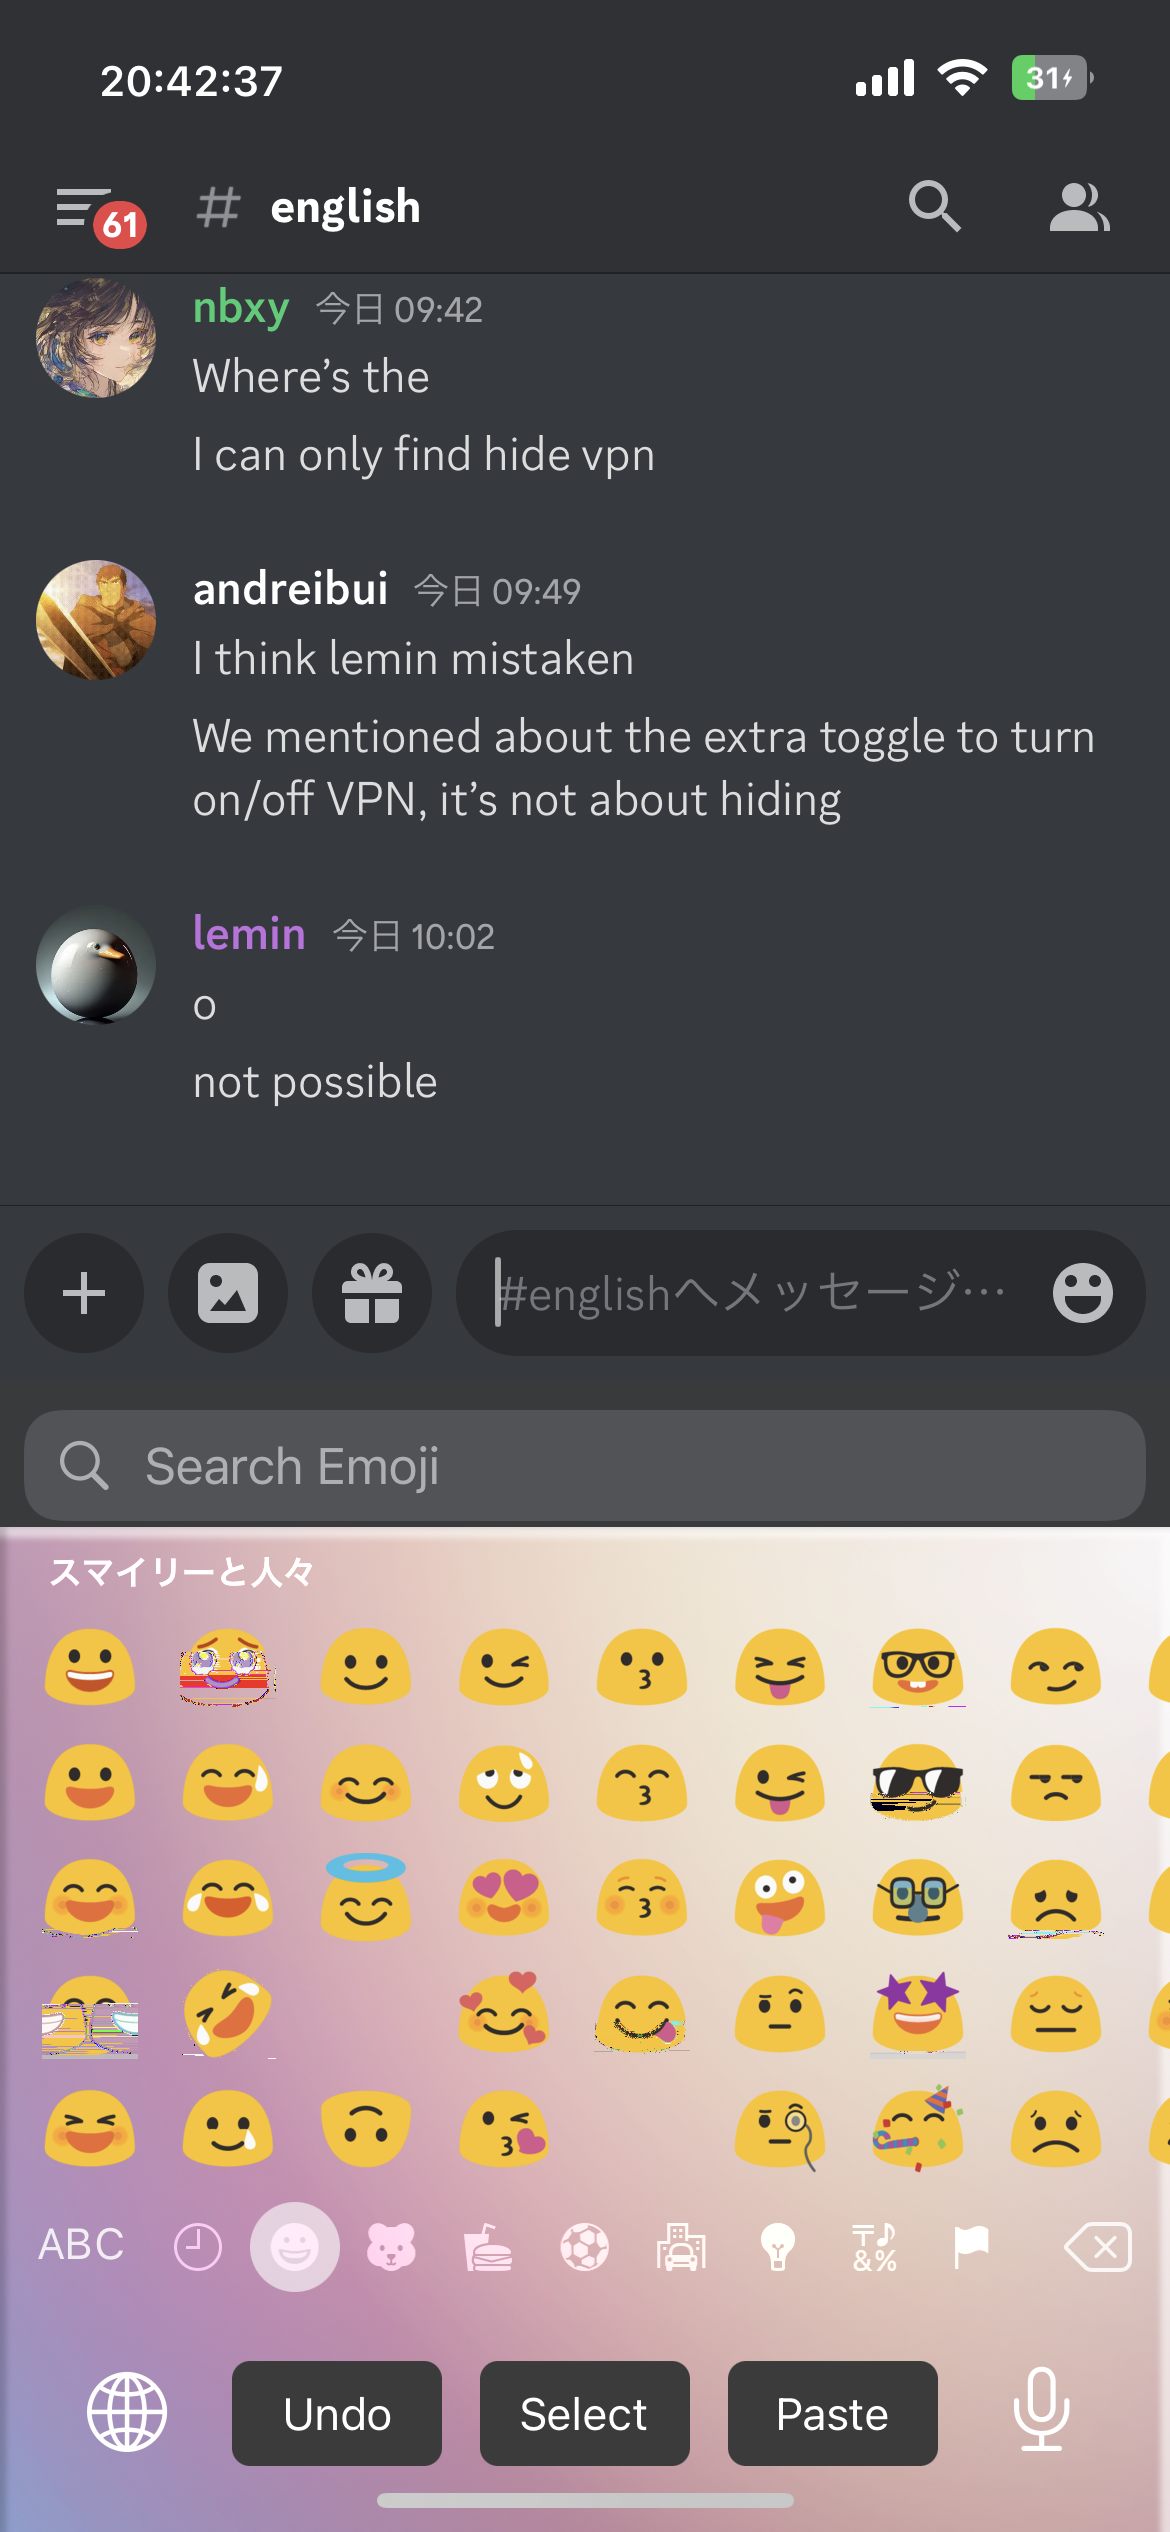 20:42:37
31
61
# english
nbxy 今日 09:42
Where's the
I can only find hide vpn
andreibui 今日 09:49
I think lemin mistaken
We mentioned about the extra toggle to turn
on/off VPN, it's not about hiding
lemin 今日 10:02
o
not possible
#englishへメッセージ…
Search Emoji
スマイリーと人々
ABC
〒♪
&%
Undo
Select
Paste